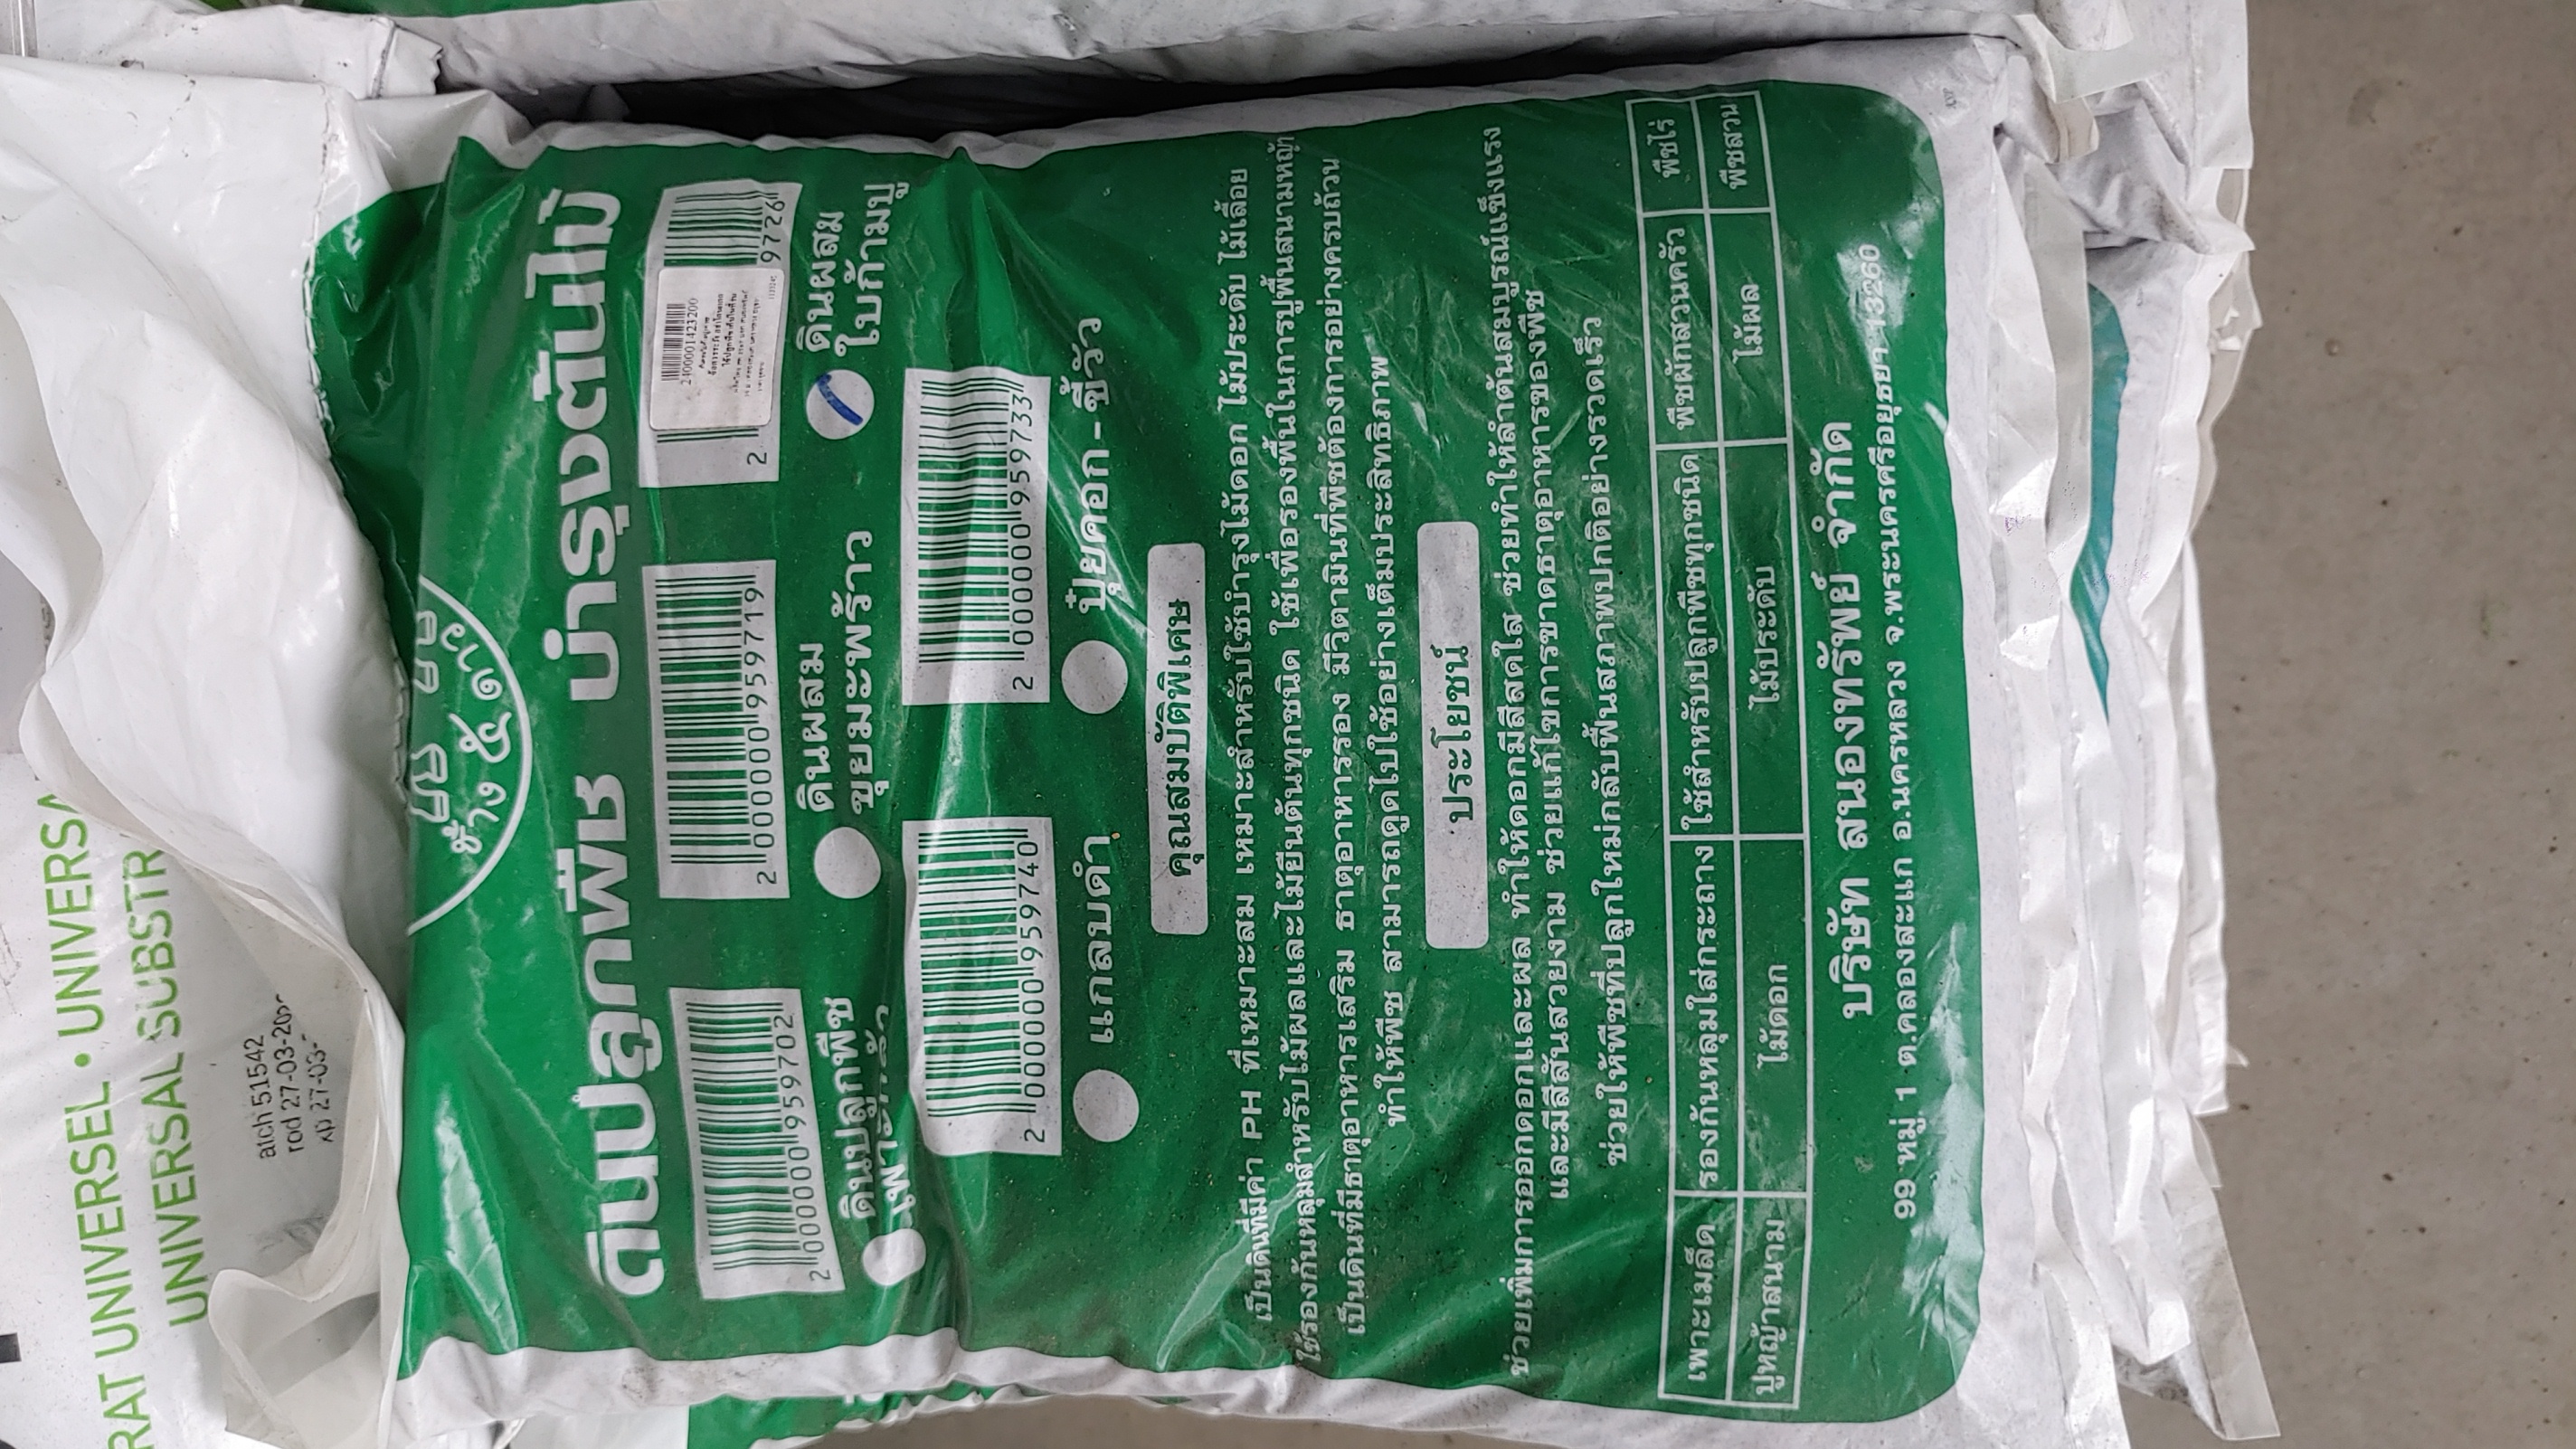 ช้าง ๕ ดาว
ดินปลูกพืช บำรุงต้นไม้
2 000000 959702
2 000000 959719
2
9726
2400001423200
ดินปลูกพืช
ดินผสม
ขุยมะพร้าว
ดินผสม
ใบก้ามปู
2 000000 959740
2 000000 959733
แกลบดำ
ปุ๋ยคอก-ขี้วัว
คุณสมบัติพิเศษ
เป็นดินที่มีค่า PH ที่เหมาะสม เหมาะสำหรับใช้บำรุงไม้ดอก ไม้ประดับ ไม้เลื้อย
ใช้รองก้นหลุมสำหรับไม้ผลและไม้ยืนต้นทุกชนิด ใช้เพื่อรองพื้นในการปูพื้นสนามหญ้า
เป็นดินที่มีธาตุอาหารเสริม ธาตุอาหารรอง มีวิตามินที่พืชต้องการอย่างครบถ้วน
ทำให้พืช สามารถดูดไปใช้อย่างเต็มประสิทธิภาพ
ประโยชน์
ช่วยเพิ่มการออกดอกและผล ทำให้ดอกมีสีสดใส ช่วยทำให้ลำต้นสมบูรณ์แข็งแรง
และมีสีสันสวยงาม ช่วยแก้ไขการขาดธาตุอาหารของพืช
ช่วยให้พืชที่ปลูกใหม่กลับฟื้นสภาพปกติอย่างรวดเร็ว
เพาะเมล็ด รองก้นหลุมใส่กระถาง ใช้สำหรับปลูกพืชทุกชนิด พืชผักสวนครัว พืชไร่
ปูหญ้าสนาม ไม้ดอก ไม้ประดับ ไม้ผล พืชสวน
บริษัท สนองทรัพย์ จำกัด
99 หมู่ 1 ต.คลองสะแก อ.นครหลวง จ.พระนครศรีอยุธยา 13260
RAT UNIVERSEL • UNIVERSA
UNIVERSAL SUBSTR
atch 51542
rod 27-03-20
xp 27-03-